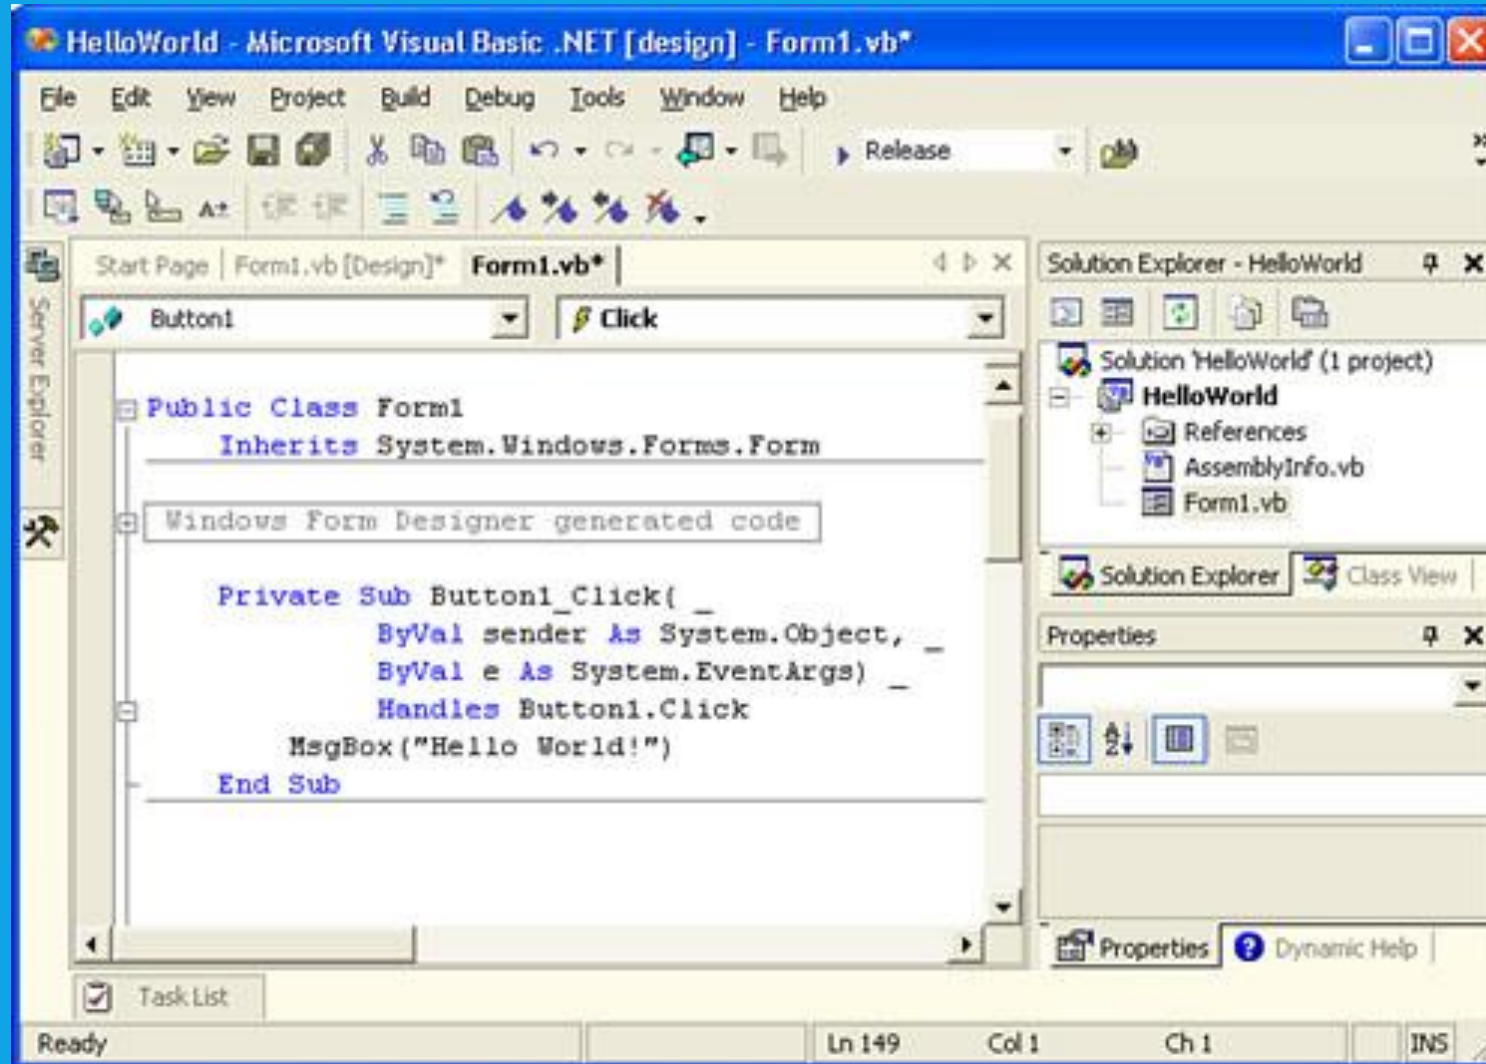 HelloWorld - Microsoft Visual Basic .NET [design] - Form1.vb*
File Edit View Project Build Debug Tools Window Help
Release
Server Explorer
Start Page Form1.vb [Design]* Form1.vb*
Button1 Click
Public Class Form1
Inherits System.Windows.Forms.Form
Windows Form Designer generated code
Private Sub Button1_Click( _
ByVal sender As System.Object, _
ByVal e As System.EventArgs) _
Handles Button1.Click
MsgBox("Hello World!")
End Sub
Solution Explorer - HelloWorld
Solution 'HelloWorld' (1 project)
HelloWorld
References
AssemblyInfo.vb
Form1.vb
Solution Explorer Class View
Properties
Properties Dynamic Help
Task List
Ready Ln 149 Col 1 Ch 1 INS